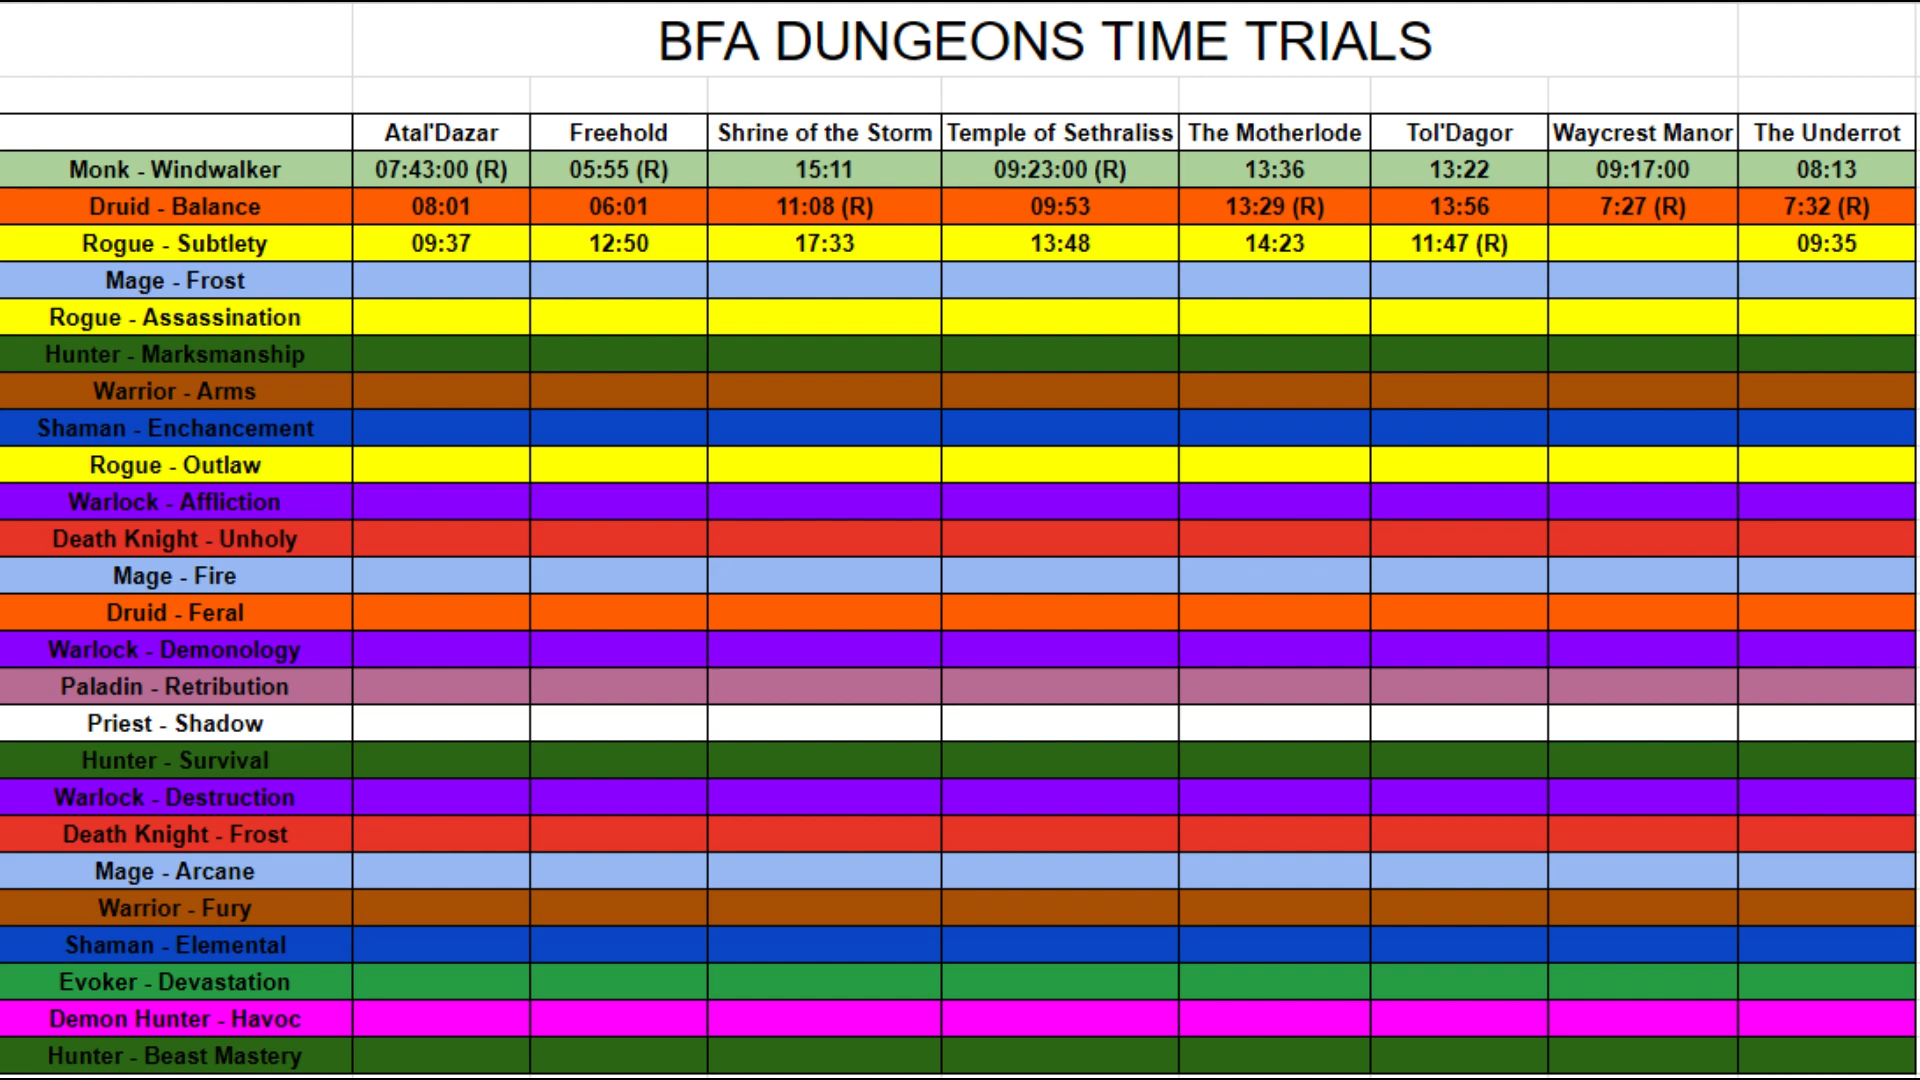 BFA DUNGEONS TIME TRIALS
Atal'Dazar Freehold Shrine of the Storm Temple of Sethraliss The Motherlode Tol'Dagor Waycrest Manor The Underrot
Monk - Windwalker 07:43:00 (R) 05:55 (R) 15:11 09:23:00 (R) 13:36 13:22 09:17:00 08:13
Druid - Balance 08:01 06:01 11:08 (R) 09:53 13:29 (R) 13:56 7:27 (R) 7:32 (R)
Rogue - Subtlety 09:37 12:50 17:33 13:48 14:23 11:47 (R) 09:35
Mage - Frost
Rogue - Assassination
Hunter - Marksmanship
Warrior - Arms
Shaman - Enchancement
Rogue - Outlaw
Warlock - Affliction
Death Knight - Unholy
Mage - Fire
Druid - Feral
Warlock - Demonology
Paladin - Retribution
Priest - Shadow
Hunter - Survival
Warlock - Destruction
Death Knight - Frost
Mage - Arcane
Warrior - Fury
Shaman - Elemental
Evoker - Devastation
Demon Hunter - Havoc
Hunter - Beast Mastery